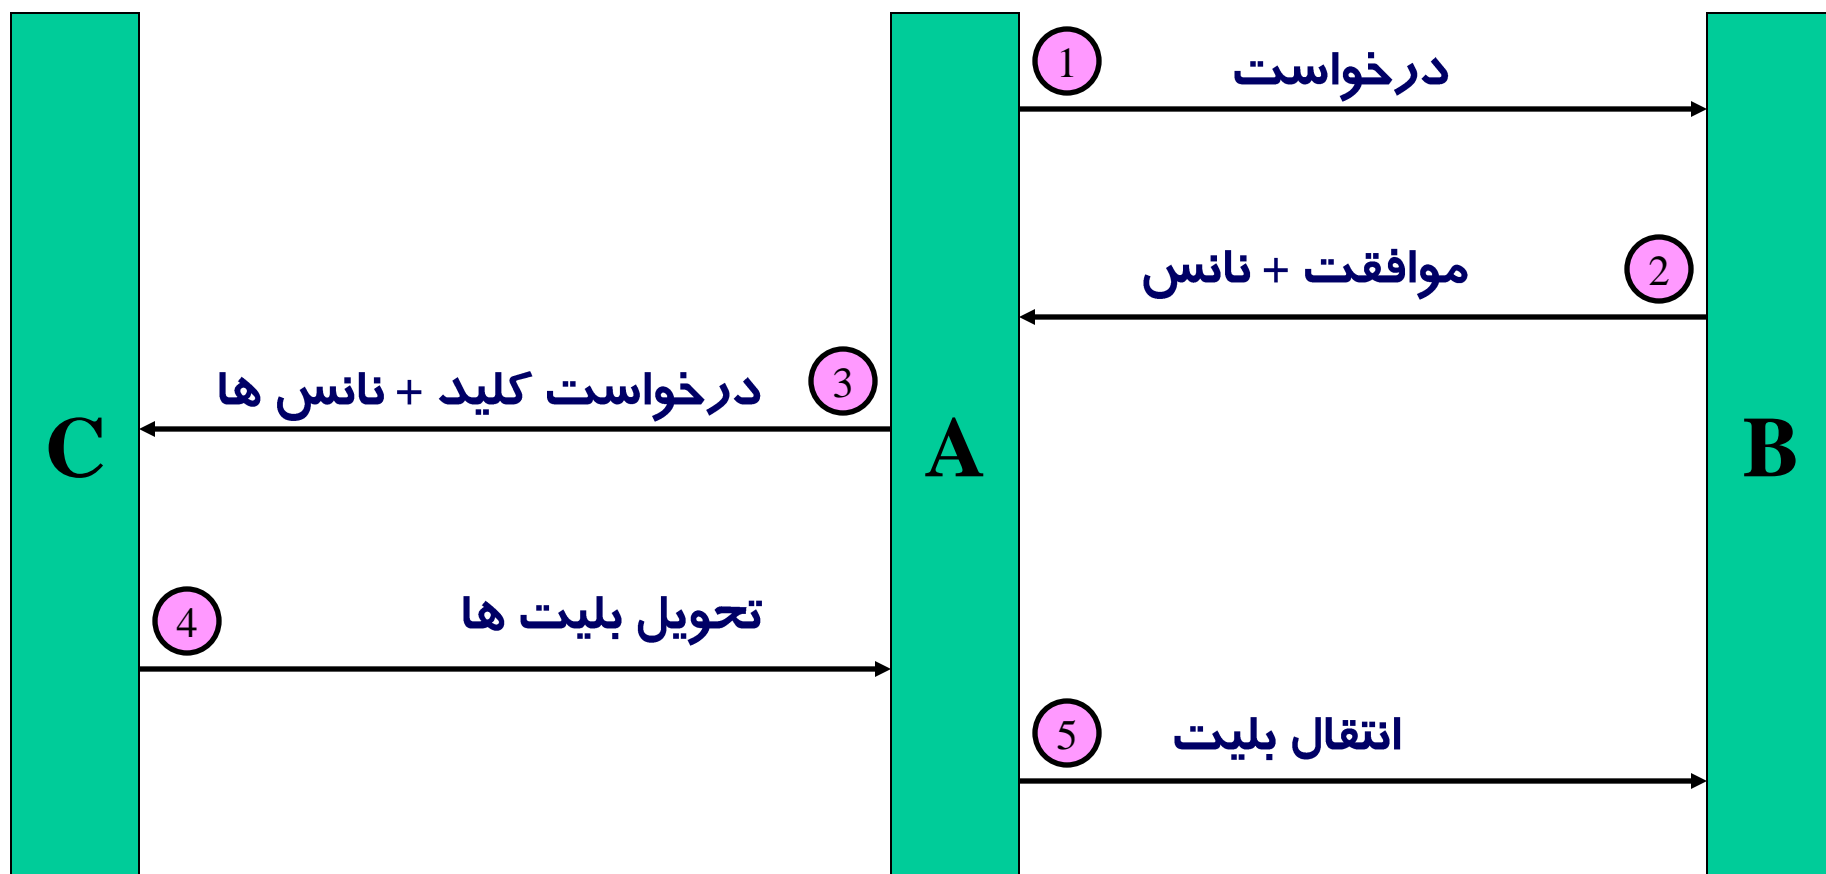 1
درخواست
2
موافقت + نانس
3
درخواست کلید + نانس ها
C
A
B
4
تحویل بلیت ها
5
انتقال بلیت